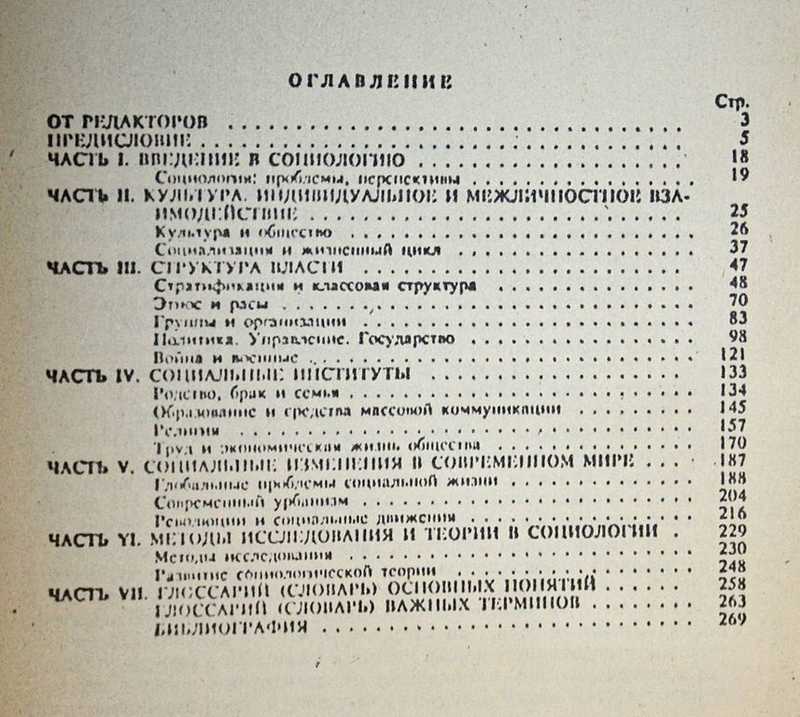 ОГЛАВЛЕНИЕ
Стр.
ОТ РЕДАКТОРОВ . . . . . . . . . . . . . . . . . . . . . . . . 3
ПРЕДИСЛОВИЕ . . . . . . . . . . . . . . . . . . . . . . . . 5
ЧАСТЬ I. ВВЕДЕНИЕ В СОЦИОЛОГИЮ . . . . . . . . . . . . . . 18
Социология: проблемы, перспективы . . . . . . . . . . . . 19
ЧАСТЬ II. КУЛЬТУРА. ИНДИВИДУАЛЬНОЕ И МЕЖЛИЧНОСТНОЕ ВЗА-
ИМОДЕЙСТВИЕ . . . . . . . . . . . . . . . . . . . . 25
Культура и общество . . . . . . . . . . . . . . . . . . 26
Социализация и жизненный цикл . . . . . . . . . . . . 37
ЧАСТЬ III. СТРУКТУРА ВЛАСТИ . . . . . . . . . . . . . . . . 47
Стратификация и классовая структура . . . . . . . . . . 48
Этнос и расы . . . . . . . . . . . . . . . . . . . . . 70
Группы и организации . . . . . . . . . . . . . . . . . 83
Политика. Управление. Государство . . . . . . . . . . . 98
Война и военные . . . . . . . . . . . . . . . . . . . 121
ЧАСТЬ IV. СОЦИАЛЬНЫЕ ИНСТИТУТЫ . . . . . . . . . . . . . 133
Родство, брак и семья . . . . . . . . . . . . . . . . . 134
Образование и средства массовой коммуникации . . . . . . 145
Религия . . . . . . . . . . . . . . . . . . . . . . . 157
Труд и экономическая жизнь общества . . . . . . . . . . 170
ЧАСТЬ V. СОЦИАЛЬНЫЕ ИЗМЕНЕНИЯ В СОВРЕМЕННОМ МИРЕ . . . 187
Глобальные проблемы социальной жизни . . . . . . . . . 188
Современный урбанизм . . . . . . . . . . . . . . . . . 204
Революции и социальные движения . . . . . . . . . . . 216
ЧАСТЬ VI. МЕТОДЫ ИССЛЕДОВАНИЯ И ТЕОРИИ В СОЦИОЛОГИИ . 229
Методы исследования . . . . . . . . . . . . . . . . . 230
Развитие социологической теории . . . . . . . . . . . . 248
ЧАСТЬ VII. ГЛОССАРИЙ (СЛОВАРЬ) ОСНОВНЫХ ПОНЯТИЙ . . . . . 258
ГЛОССАРИЙ (СЛОВАРЬ) ВАЖНЫХ ТЕРМИНОВ . . . . . . 263
БИБЛИОГРАФИЯ . . . . . . . . . . . . . . . . . . . 269